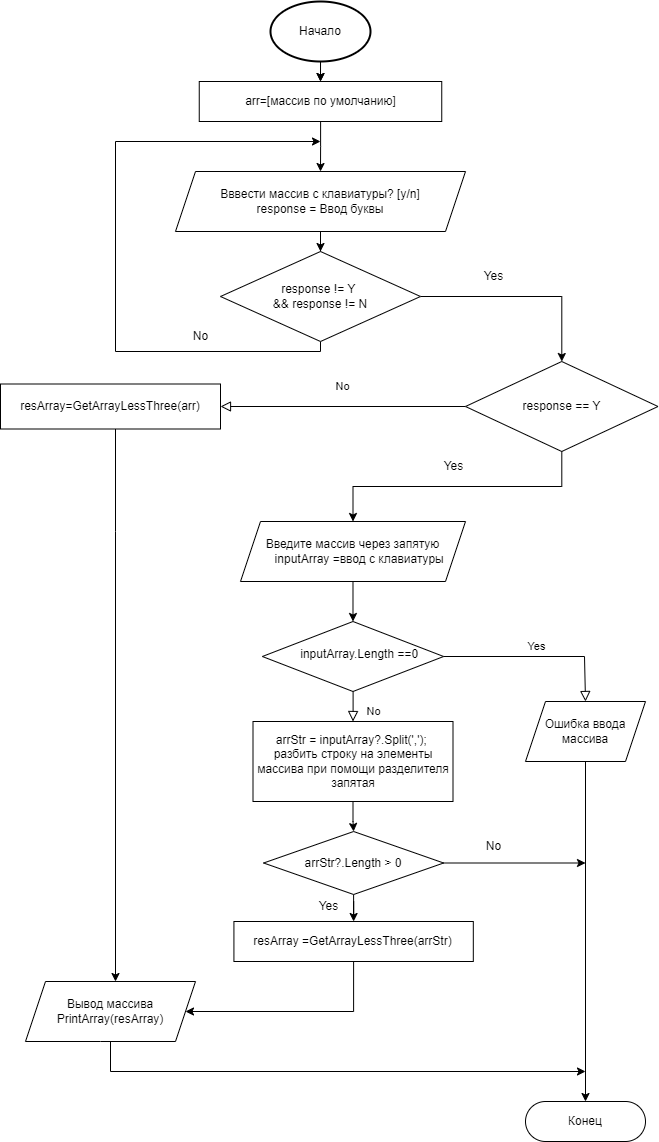 Начало
arr=[массив по умолчанию]
Вввести массив с клавиатуры? [y/n]
response = Ввод буквы
response != Y
&& response != N
Yes
No
response == Y
No
resArray=GetArrayLessThree(arr)
Yes
Введите массив через запятую
inputArray =ввод с клавиатуры
inputArray.Length ==0
Yes
No
Ошибка ввода
массива
arrStr = inputArray?.Split(',');
разбить строку на элементы
массива при помощи разделителя
запятая
arrStr?.Length > 0
No
Yes
resArray =GetArrayLessThree(arrStr)
Вывод массива
PrintArray(resArray)
Конец